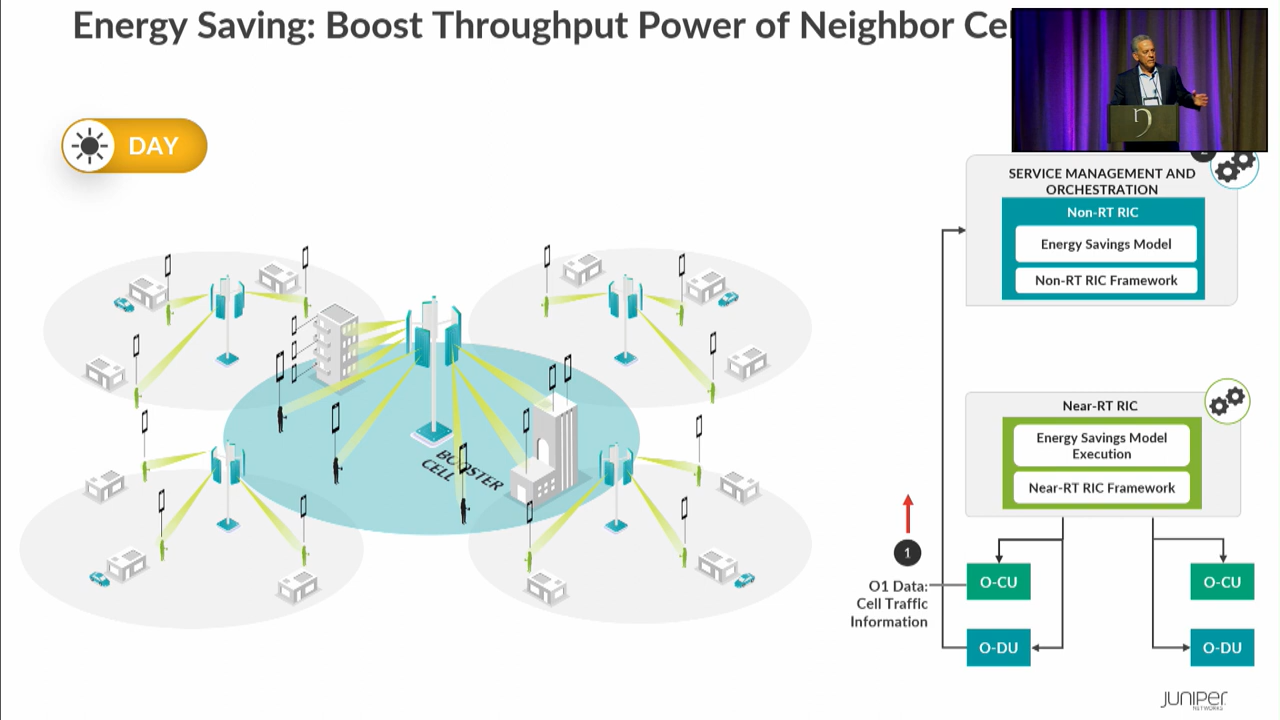 Energy Saving: Boost Throughput Power of Neighbor
DAY
SERVICE MANAGEMENT AND
ORCHESTRATION
Non-RT RIC
Energy Savings Model
Non-RT RIC Framework
BOOSTER
CELL
Near-RT RIC
Energy Savings Model
Execution
Near-RT RIC Framework
1
O1 Data:
Cell Traffic
Information
O-CU
O-CU
O-DU
O-DU
JUNIPER
NETWORKS